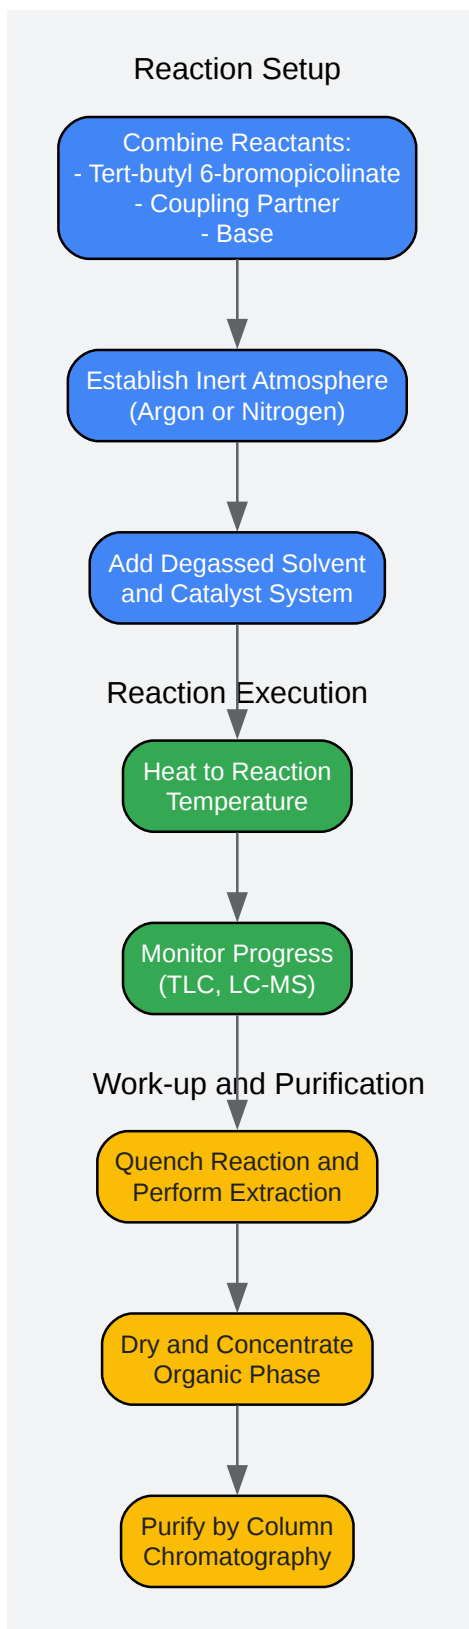 Reaction Setup
Combine Reactants:
- Tert-butyl 6-bromopicolinate
- Coupling Partner
- Base
Establish Inert Atmosphere
(Argon or Nitrogen)
Add Degassed Solvent
and Catalyst System
Reaction Execution
Heat to Reaction
Temperature
Monitor Progress
(TLC, LC-MS)
Work-up and Purification
Quench Reaction and
Perform Extraction
Dry and Concentrate
Organic Phase
Purify by Column
Chromatography